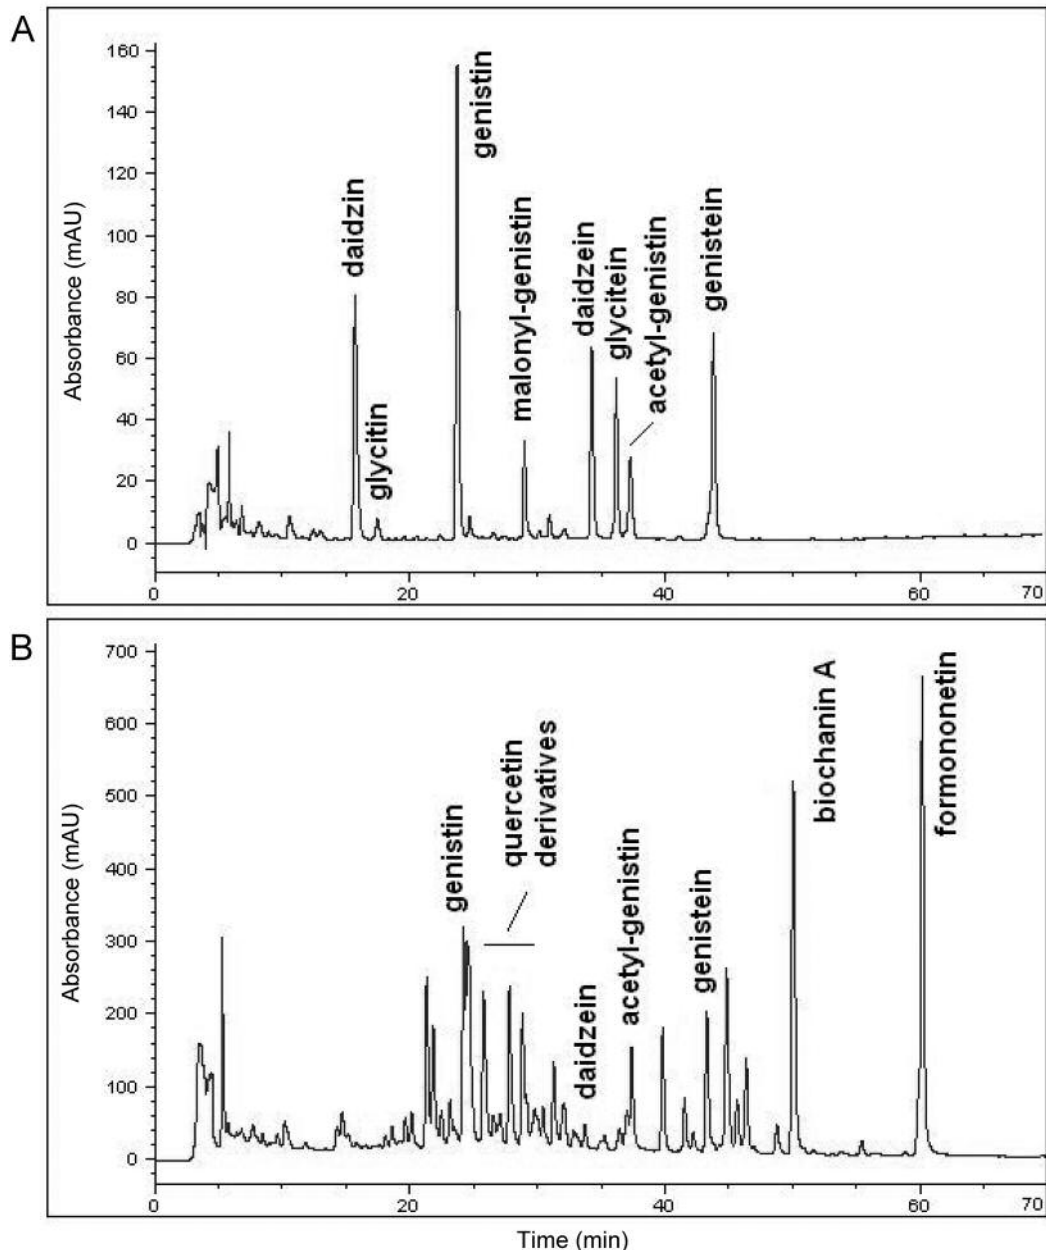 A
160
140
120
100
80
60
40
20
0
Absorbance (mAU)
daidzin
glycitin
genistin
malonyl-genistin
daidzein
glycitein
acetyl-genistin
genistein
0 20 40 60 70
B
700
600
500
400
300
200
100
0
Absorbance (mAU)
genistin
quercetin
derivatives
daidzein
acetyl-genistin
genistein
biochanin A
formononetin
0 20 40 60 70
Time (min)